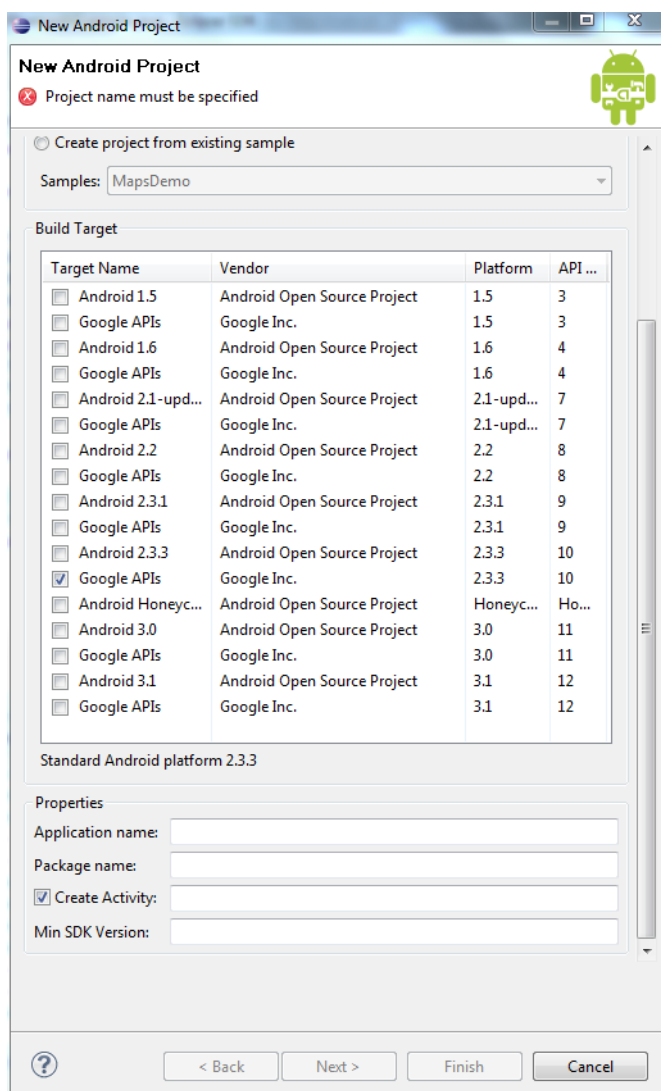 New Android Project
New Android Project
Project name must be specified
Create project from existing sample
Samples: MapsDemo
Build Target
Target Name Vendor Platform API ...
Android 1.5 Android Open Source Project 1.5 3
Google APIs Google Inc. 1.5 3
Android 1.6 Android Open Source Project 1.6 4
Google APIs Google Inc. 1.6 4
Android 2.1-upd... Android Open Source Project 2.1-upd... 7
Google APIs Google Inc. 2.1-upd... 7
Android 2.2 Android Open Source Project 2.2 8
Google APIs Google Inc. 2.2 8
Android 2.3.1 Android Open Source Project 2.3.1 9
Google APIs Google Inc. 2.3.1 9
Android 2.3.3 Android Open Source Project 2.3.3 10
Google APIs Google Inc. 2.3.3 10
Android Honeyc... Android Open Source Project Honeyc... Ho...
Android 3.0 Android Open Source Project 3.0 11
Google APIs Google Inc. 3.0 11
Android 3.1 Android Open Source Project 3.1 12
Google APIs Google Inc. 3.1 12
Standard Android platform 2.3.3
Properties
Application name:
Package name:
Create Activity:
Min SDK Version:
? < Back Next > Finish Cancel